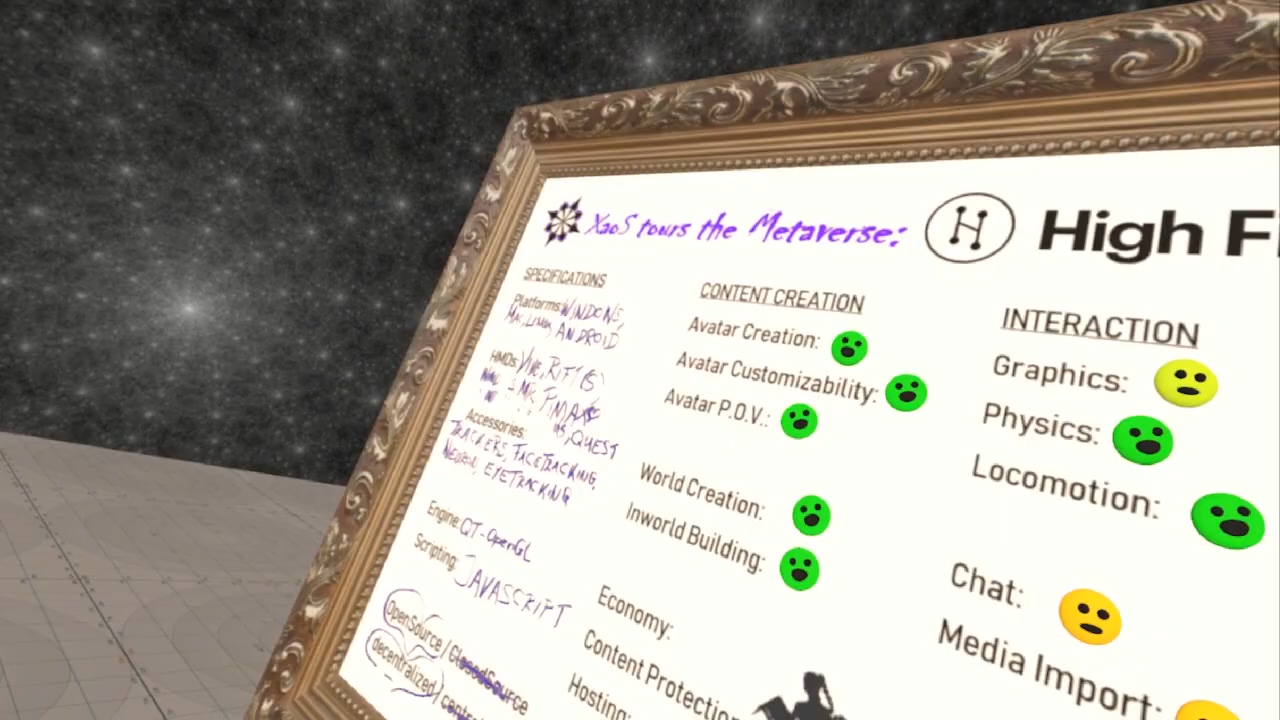 XaoS tours the Metaverse: High F
SPECIFICATIONS
Platforms: WINDOWS,
MAC, LINUX, ANDROID
HMDs: VIVE, RIFT(S)
QUEST
Accessories:
TRACKERS, FACETRACKING,
NEURON, EYETRACKING
Engine: QT-OpenGL
Scripting: JAVASCRIPT
OpenSource / ClosedSource
decentralized /
CONTENT CREATION
Avatar Creation:
Avatar Customizability:
Avatar P.O.V.:
World Creation:
Inworld Building:
Economy:
Content Protection
Hosting:
INTERACTION
Graphics:
Physics:
Locomotion:
Chat:
Media Import: